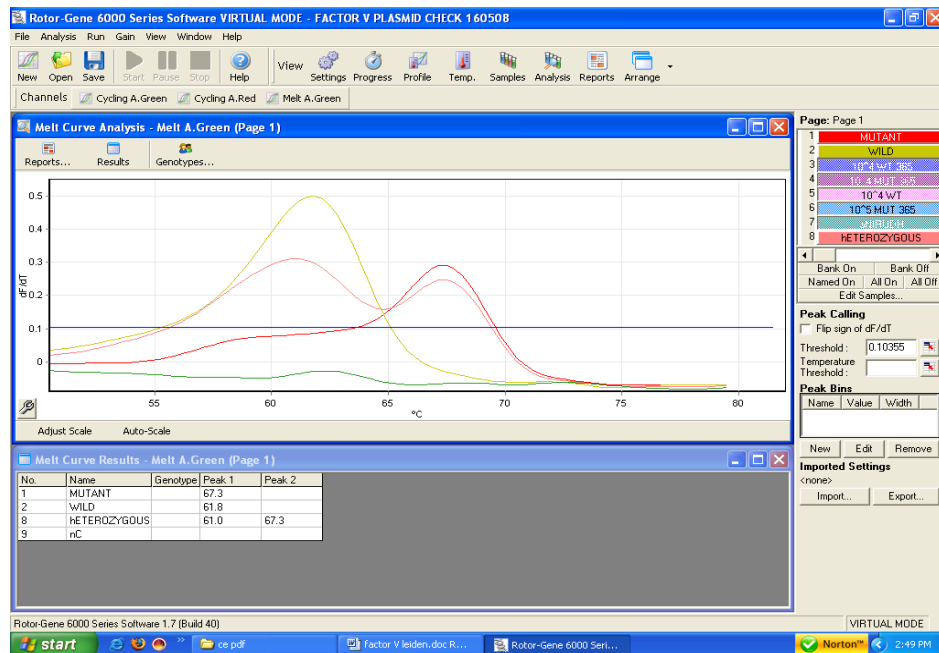 Rotor-Gene 6000 Series Software VIRTUAL MODE - FACTOR V PLASMID CHECK 160508
File Analysis Run Gain View Window Help
New Open Save Start Pause Stop Help View Settings Progress Profile Temp. Samples Analysis Reports Arrange
Channels Cycling A.Green Cycling A.Red Melt A.Green
Melt Curve Analysis - Melt A.Green (Page 1)
Reports... Results Genotypes...
0.5
0.4
0.3
0.2
0.1
0
dF/dT
55 60 65 70 75 80
°C
Adjust Scale Auto-Scale
Page: Page 1
1 MUTANT
2 WILD
3 10^4 WT 365
4 10^4 MUT 365
5 10^4 WT
6 10^5 MUT 365
7
8 hETEROZYGOUS
Bank On Bank Off
Named On All On All Off
Edit Samples...
Peak Calling
Flip sign of dF/dT
Threshold : 0.10355
Temperature
Threshold :
Peak Bins
Name Value Width
New Edit Remove
Imported Settings
<none>
Import... Export...
Melt Curve Results - Melt A.Green (Page 1)
No. Name Genotype Peak 1 Peak 2
1 MUTANT 67.3
2 WILD 61.8
8 hETEROZYGOUS 61.0 67.3
9 nC
Rotor-Gene 6000 Series Software 1.7 (Build 40) VIRTUAL MODE
start ce pdf Factor V leiden.doc R... Rotor-Gene 6000 Seri... Norton™ 2:49 PM